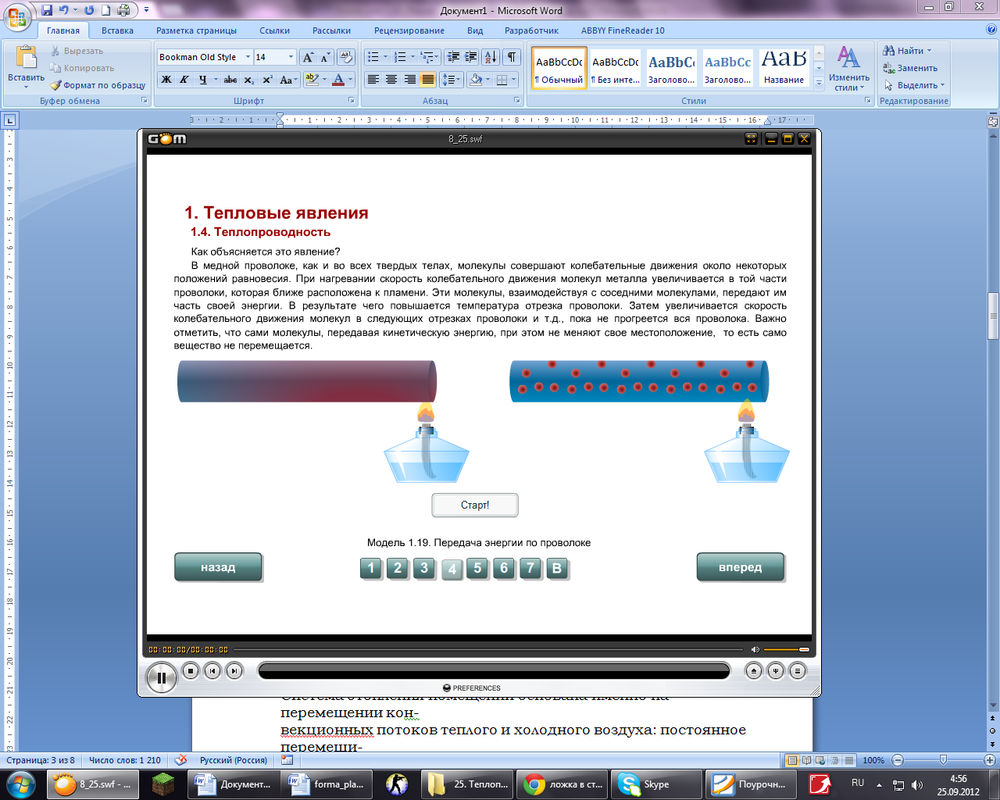 Документ1 - Microsoft Word
Главная Вставка Разметка страницы Ссылки Рассылки Рецензирование Вид Разработчик ABBYY FineReader 10
Вставить
Вырезать
Копировать
Формат по образцу
Буфер обмена
Bookman Old Style 14
Ж К Ч abc x₂ x² Aa
Шрифт
Абзац
AaBbCcDc AaBbCcDc AaBbC AaBbCc AaB
¶ Обычный ¶ Без инте... Заголово... Заголово... Название
Стили
Изменить стили
Найти
Заменить
Выделить
Редактирование
3 2 1 1 2 3 4 5 6 7 8 9 10 11 12 13 14 15 16 17
GOM 8_25.swf
1. Тепловые явления
1.4. Теплопроводность
Как объясняется это явление?
В медной проволоке, как и во всех твердых телах, молекулы совершают колебательные движения около некоторых
положений равновесия. При нагревании скорость колебательного движения молекул металла увеличивается в той части
проволоки, которая ближе расположена к пламени. Эти молекулы, взаимодействуя с соседними молекулами, передают им
часть своей энергии. В результате чего повышается температура отрезка проволоки. Затем увеличивается скорость
колебательного движения молекул в следующих отрезках проволоки и т.д., пока не прогреется вся проволока. Важно
отметить, что сами молекулы, передавая кинетическую энергию, при этом не меняют свое местоположение, то есть само
вещество не перемещается.
Старт!
Модель 1.19. Передача энергии по проволоке
назад 1 2 3 4 5 6 7 В вперед
00:00:00/00:00:00
PREFERENCES
Система отопления помещений основана именно на
перемещении кон-
векционных потоков теплого и холодного воздуха: постоянное
перемеши-
Страница: 3 из 8 Число слов: 1 210 Русский (Россия) 100%
8_25.swf - ... Документ... forma_pla... 25. Теплоп... ложка в ст... Skype Поурочн... RU 4:56
25.09.2012